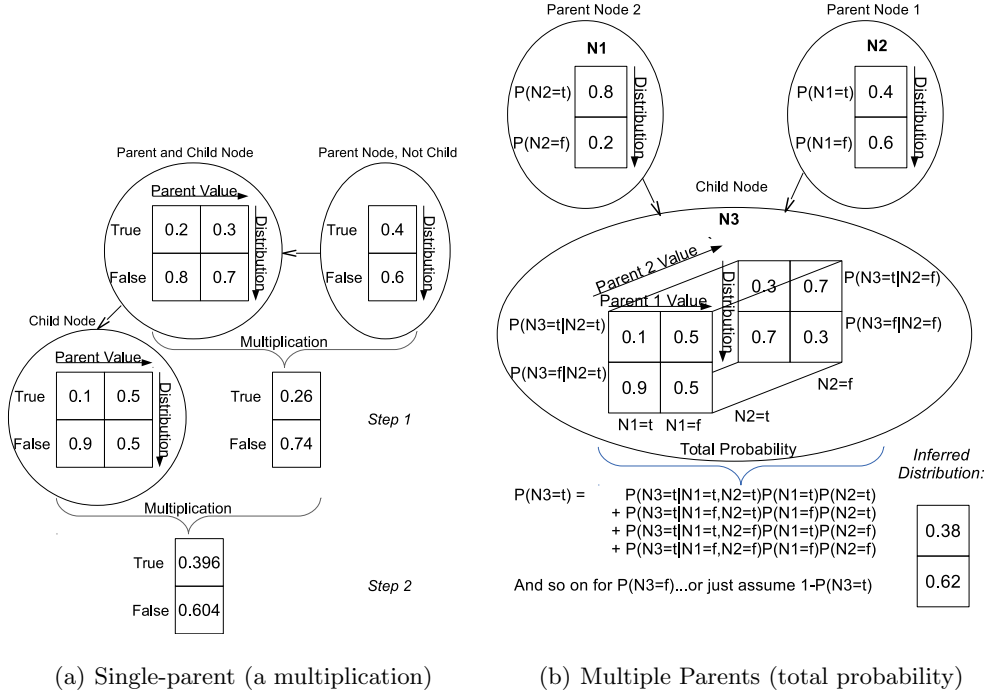 Parent and Child Node
Parent Node, Not Child
Parent Value
True
0.2 0.3
False
0.8 0.7
Distribution
True
0.4
False
0.6
Distribution
Child Node
Multiplication
Parent Value
True
0.1 0.5
False
0.9 0.5
Distribution
True
0.26
False
0.74
Step 1
Multiplication
True
0.396
False
0.604
Step 2
(a) Single-parent (a multiplication)
Parent Node 2
Parent Node 1
N1
P(N2=t)
0.8
P(N2=f)
0.2
Distribution
N2
P(N1=t)
0.4
P(N1=f)
0.6
Distribution
Child Node
N3
Parent 2 Value
Parent 1 Value
Distribution
0.3 0.7
P(N3=t|N2=f)
0.7 0.3
P(N3=f|N2=f)
P(N3=t|N2=t)
0.1 0.5
P(N3=f|N2=t)
0.9 0.5
N1=t N1=f
N2=t
N2=f
Total Probability
Inferred
Distribution:
P(N3=t) = P(N3=t|N1=t,N2=t)P(N1=t)P(N2=t)
+ P(N3=t|N1=f,N2=t)P(N1=f)P(N2=t)
+ P(N3=t|N1=t,N2=f)P(N1=t)P(N2=f)
+ P(N3=t|N1=f,N2=f)P(N1=f)P(N2=f)
0.38
0.62
And so on for P(N3=f)...or just assume 1-P(N3=t)
(b) Multiple Parents (total probability)